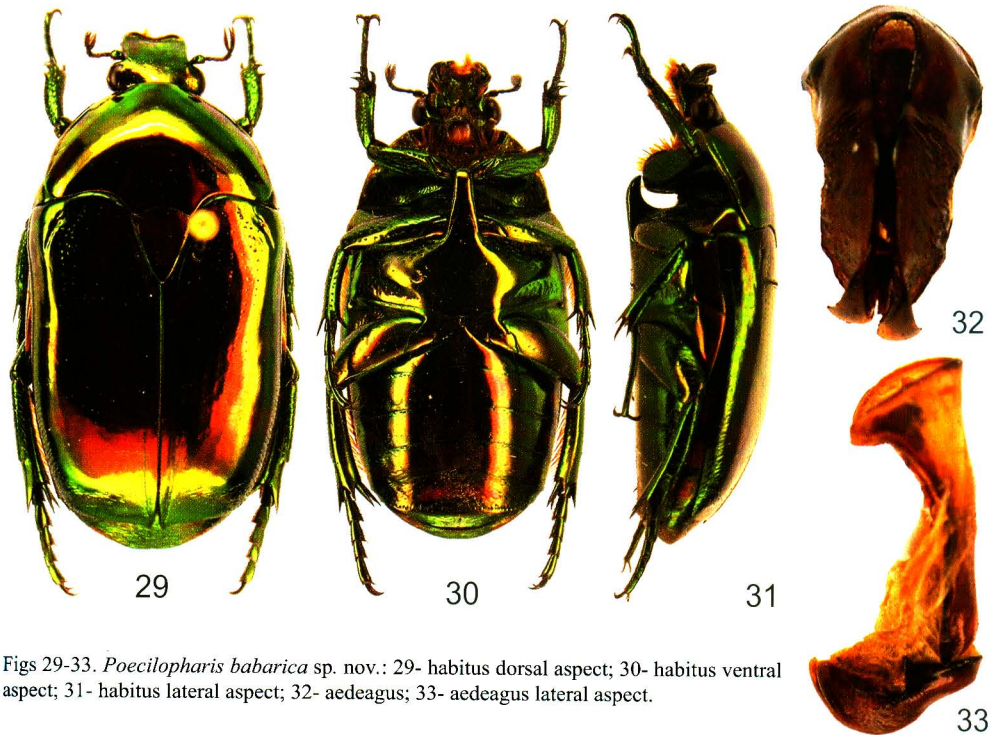 29
30
31
32
33
Figs 29-33. Poecilopharis babarica sp. nov.: 29- habitus dorsal aspect; 30- habitus ventral
aspect; 31- habitus lateral aspect; 32- aedeagus; 33- aedeagus lateral aspect.